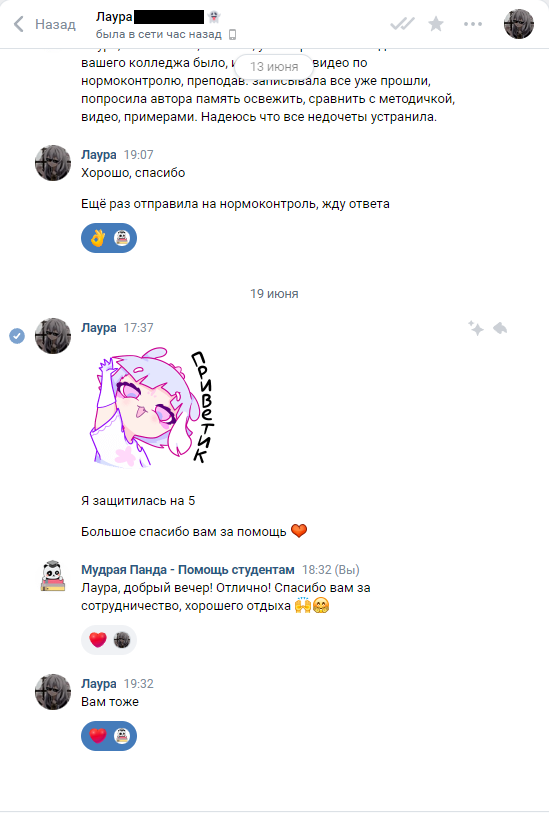 Назад
Лаура
была в сети час назад
вашего колледжа было, и видео по
13 июня
нормоконтролю, преподав. записывала все уже прошли,
попросила автора память освежить, сравнить с методичкой,
видео, примерами. Надеюсь что все недочеты устранила.
Лаура 19:07
Хорошо, спасибо
Ещё раз отправила на нормоконтроль, жду ответа
19 июня
Лаура 17:37
ПРИВЕТИК
Я защитилась на 5
Большое спасибо вам за помощь ❤
Мудрая Панда - Помощь студентам 18:32 (Вы)
Лаура, добрый вечер! Отлично! Спасибо вам за
сотрудничество, хорошего отдыха 🙌🤗
Лаура 19:32
Вам тоже